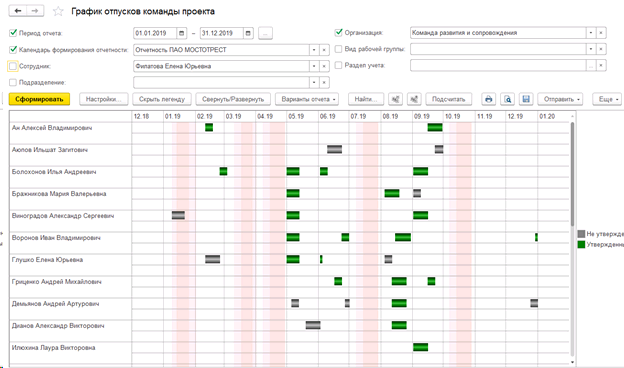 График отпусков команды проекта
Период отчета: 01.01.2019 – 31.12.2019 ... Организация: Команда развития и сопровождения
Календарь формирования отчетности: Отчетность ПАО МОСТОТРЕСТ Вид рабочей группы:
Сотрудник: Филатова Елена Юрьевна Раздел учета:
Подразделение:
Сформировать Настройки... Скрыть легенду Свернуть/Развернуть Варианты отчета Найти... Подсчитать Отправить Еще
12.18 01.19 02.19 03.19 04.19 05.19 06.19 07.19 08.19 09.19 10.19 11.19 12.19 01.20
Ан Алексей Владимирович
Аюпов Ильшат Загитович
Болохонов Илья Андреевич
Бражникова Мария Валерьевна
Виноградов Александр Сергеевич
Воронов Иван Владимирович
Не утвержде
Утвержденны
Глушко Елена Юрьевна
Гриценко Андрей Михайлович
Демьянов Андрей Артурович
Дианов Александр Викторович
Илюхина Лаура Викторовна